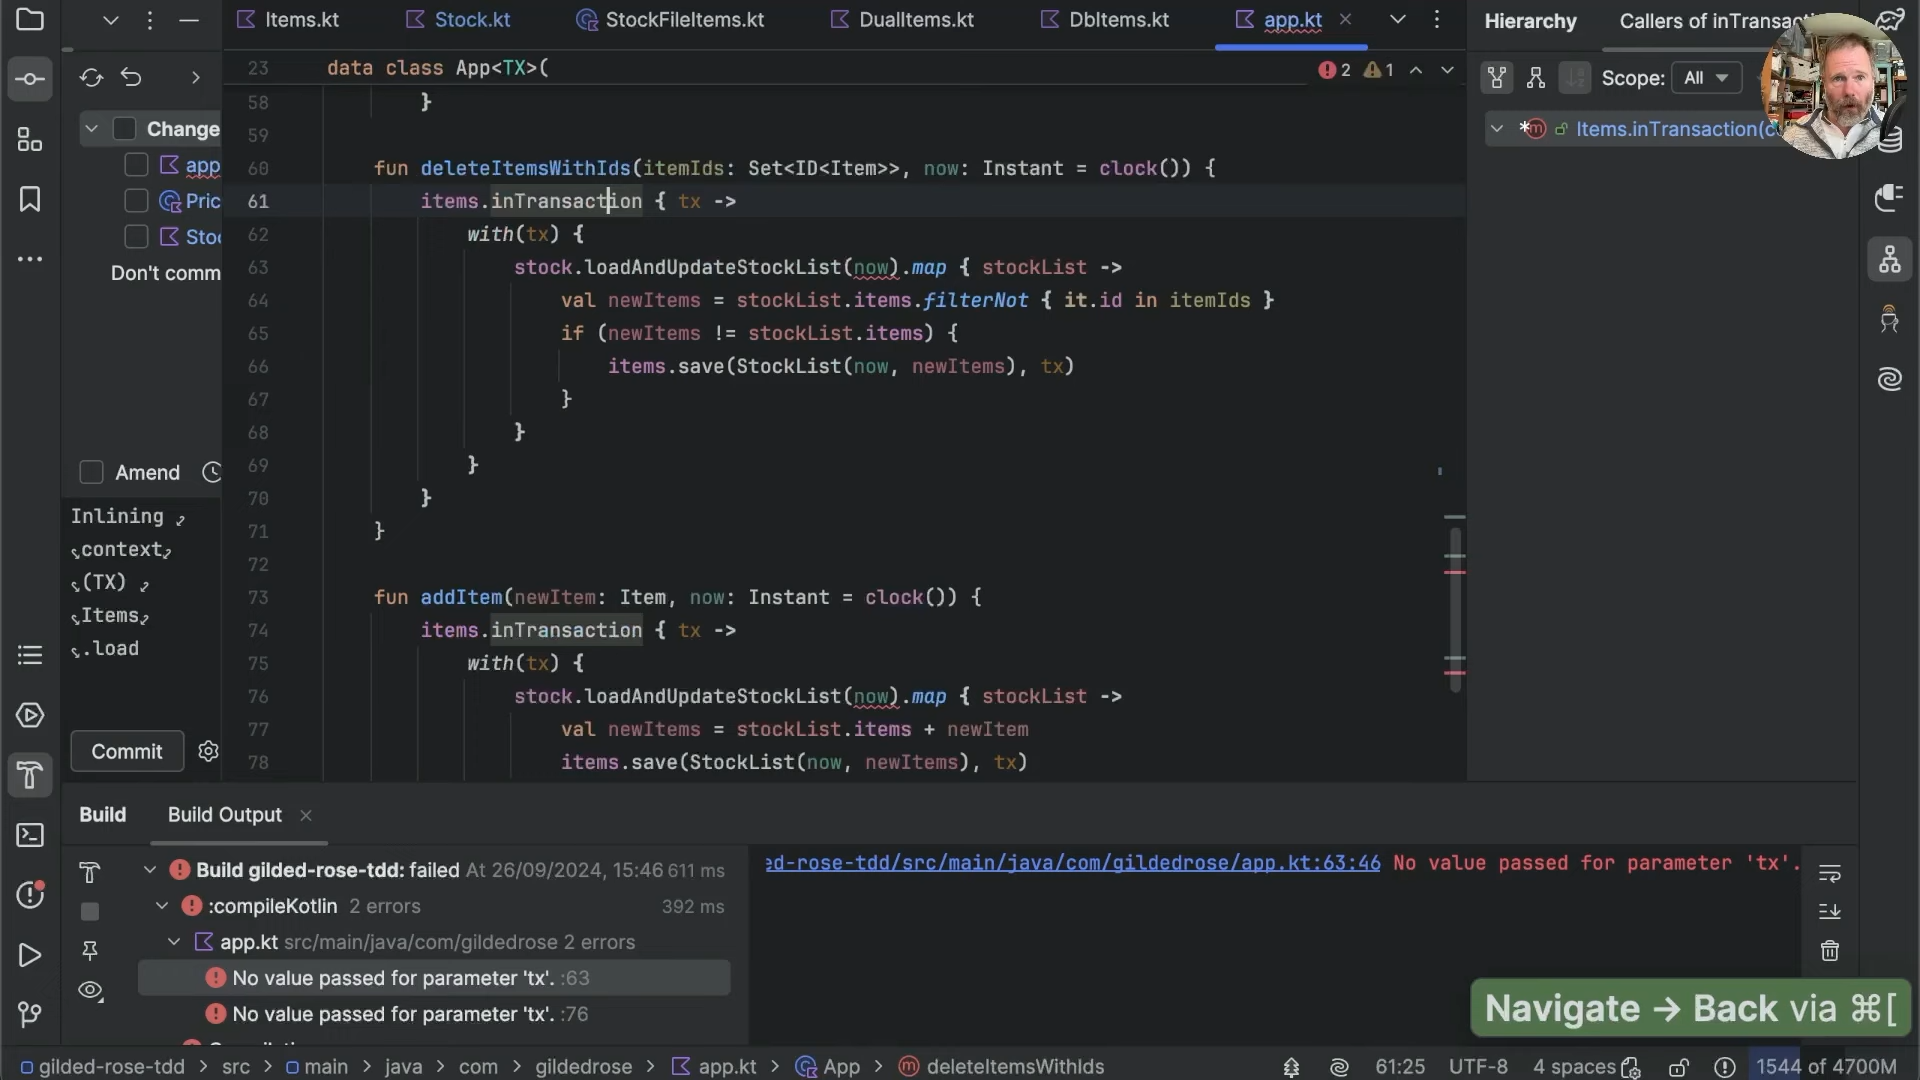 Items.kt
Stock.kt
StockFileItems.kt
DualItems.kt
DbItems.kt
app.kt
Hierarchy
Callers of inTransacti
23 data class App<TX>(
2
1
Scope: All
58 }
59
60 fun deleteItemsWithIds(itemIds: Set<ID<Item>>, now: Instant = clock()) {
61 items.inTransaction { tx ->
62 with(tx) {
63 stock.loadAndUpdateStockList(now).map { stockList ->
64 val newItems = stockList.items.filterNot { it.id in itemIds }
65 if (newItems != stockList.items) {
66 items.save(StockList(now, newItems), tx)
67 }
68 }
69 }
70 }
71 }
72
73 fun addItem(newItem: Item, now: Instant = clock()) {
74 items.inTransaction { tx ->
75 with(tx) {
76 stock.loadAndUpdateStockList(now).map { stockList ->
77 val newItems = stockList.items + newItem
78 items.save(StockList(now, newItems), tx)
Change
app
Pric
Stoc
Don't comm
Amend
Inlining
context
(TX)
Items
.load
Commit
*m Items.inTransaction(c
Build
Build Output
Build gilded-rose-tdd: failed At 26/09/2024, 15:46 611 ms
:compileKotlin 2 errors 392 ms
app.kt src/main/java/com/gildedrose 2 errors
No value passed for parameter 'tx'. :63
No value passed for parameter 'tx'. :76
ed-rose-tdd/src/main/java/com/gildedrose/app.kt:63:46 No value passed for parameter 'tx'.
Navigate → Back via ⌘[
gilded-rose-tdd > src > main > java > com > gildedrose > app.kt > App > m deleteItemsWithIds
61:25
UTF-8
4 spaces
1544 of 4700M